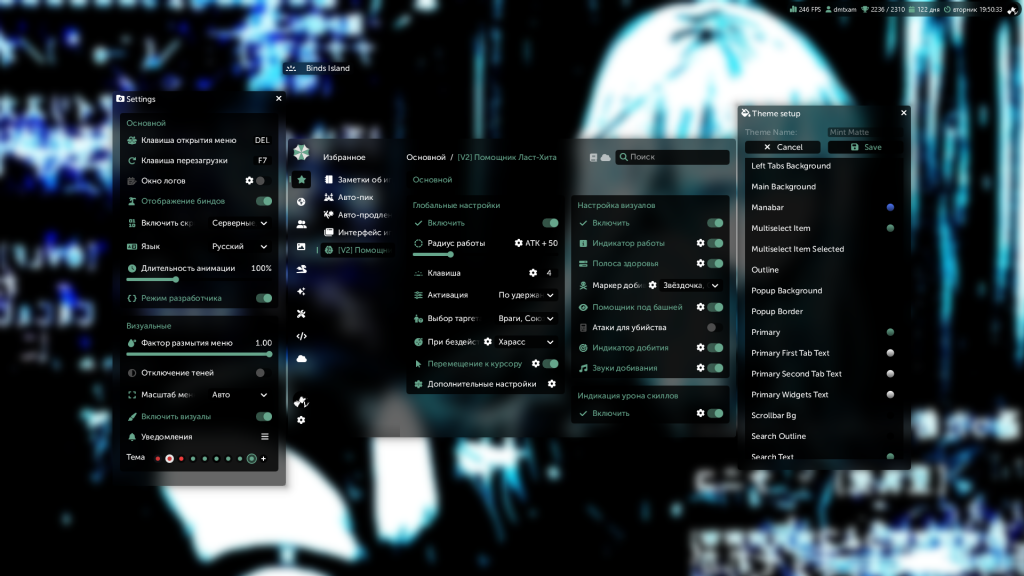 246 FPS dmtxam 2236 / 2310 122 дня вторник 19:50:33
Binds Island
Settings
Основной
Клавиша открытия меню DEL
Клавиша перезагрузки F7
Окно логов
Отображение биндов
Включить скр Серверны
Язык Русский
Длительность анимации 100%
Режим разработчика
Визуальные
Фактор размытия меню 1.00
Отключение теней
Масштаб мен Авто
Включить визуалы
Уведомления
Тема +
Избранное
Заметки об и
Авто-пик
Авто-продле
Интерфейс и
[V2] Помощн
Основной / [V2] Помощник Ласт-Хита
Поиск
Основной
Глобальные настройки
Включить
Радиус работы ATK + 50
Клавиша 4
Активация По удержа
Выбор таргет Враги, Сою
При бездейс Харасс
Перемещение к курсору
Дополнительные настройки
Настройка визуалов
Включить
Индикатор работы
Полоса здоровья
Маркер доби Звёздочка,
Помощник под башней
Атаки для убийства
Индикатор добития
Звуки добивания
Индикация урона скиллов
Включить
Theme setup
Theme Name: Mint Matte
Cancel Save
Left Tabs Background
Main Background
Manabar
Multiselect Item
Multiselect Item Selected
Outline
Popup Background
Popup Border
Primary
Primary First Tab Text
Primary Second Tab Text
Primary Widgets Text
Scrollbar Bg
Search Outline
Search Text